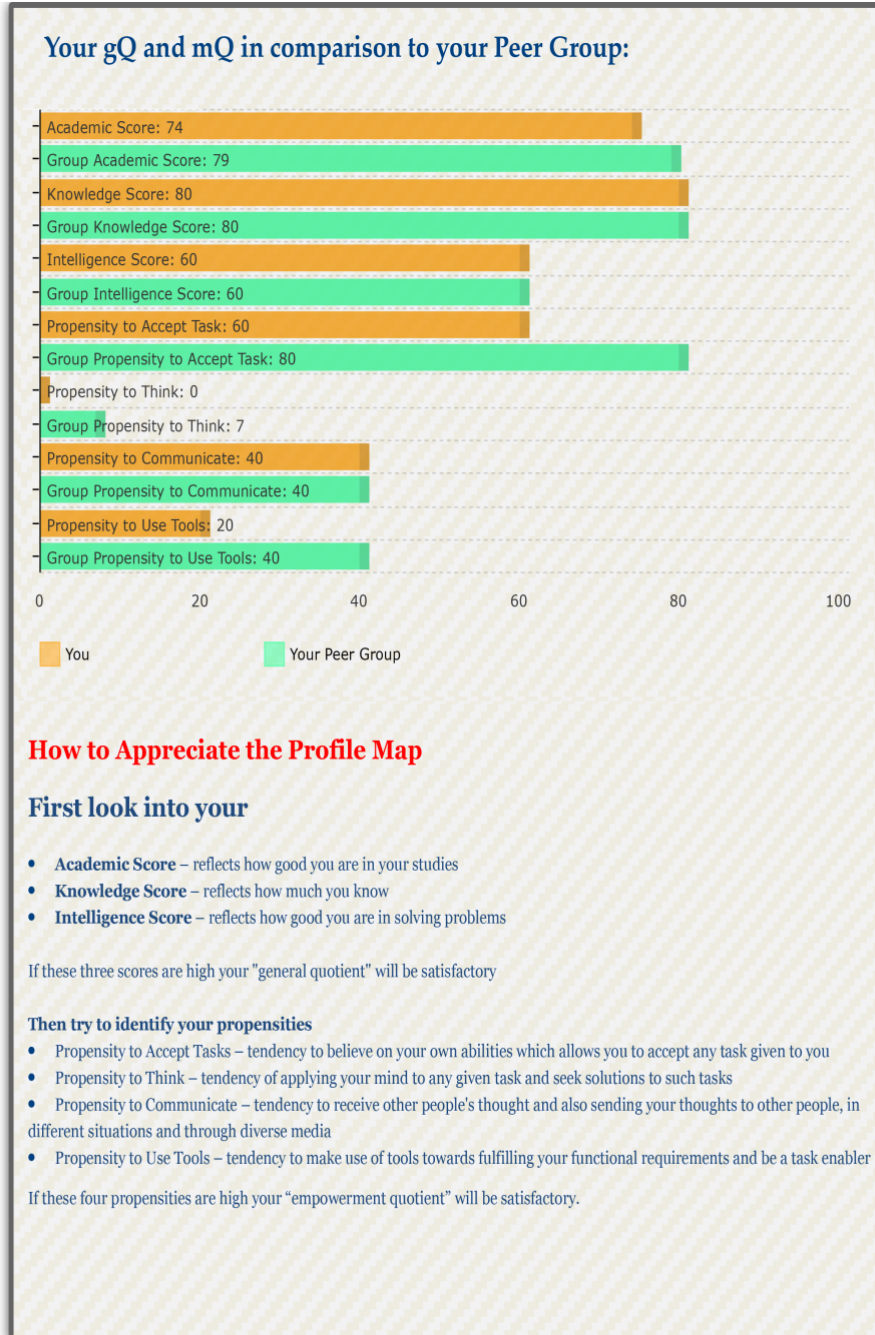 Your gQ and mQ in comparison to your Peer Group:
Academic Score: 74
Group Academic Score: 79
Knowledge Score: 80
Group Knowledge Score: 80
Intelligence Score: 60
Group Intelligence Score: 60
Propensity to Accept Task: 60
Group Propensity to Accept Task: 80
Propensity to Think: 0
Group Propensity to Think: 7
Propensity to Communicate: 40
Group Propensity to Communicate: 40
Propensity to Use Tools: 20
Group Propensity to Use Tools: 40
0 20 40 60 80 100
You Your Peer Group
How to Appreciate the Profile Map
First look into your
• Academic Score – reflects how good you are in your studies
• Knowledge Score – reflects how much you know
• Intelligence Score – reflects how good you are in solving problems
If these three scores are high your "general quotient" will be satisfactory
Then try to identify your propensities
• Propensity to Accept Tasks – tendency to believe on your own abilities which allows you to accept any task given to you
• Propensity to Think – tendency of applying your mind to any given task and seek solutions to such tasks
• Propensity to Communicate – tendency to receive other people's thought and also sending your thoughts to other people, in
different situations and through diverse media
• Propensity to Use Tools – tendency to make use of tools towards fulfilling your functional requirements and be a task enabler
If these four propensities are high your “empowerment quotient” will be satisfactory.